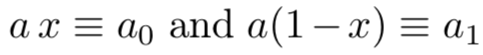 a x ≡ a₀ and a(1 − x) ≡ a₁